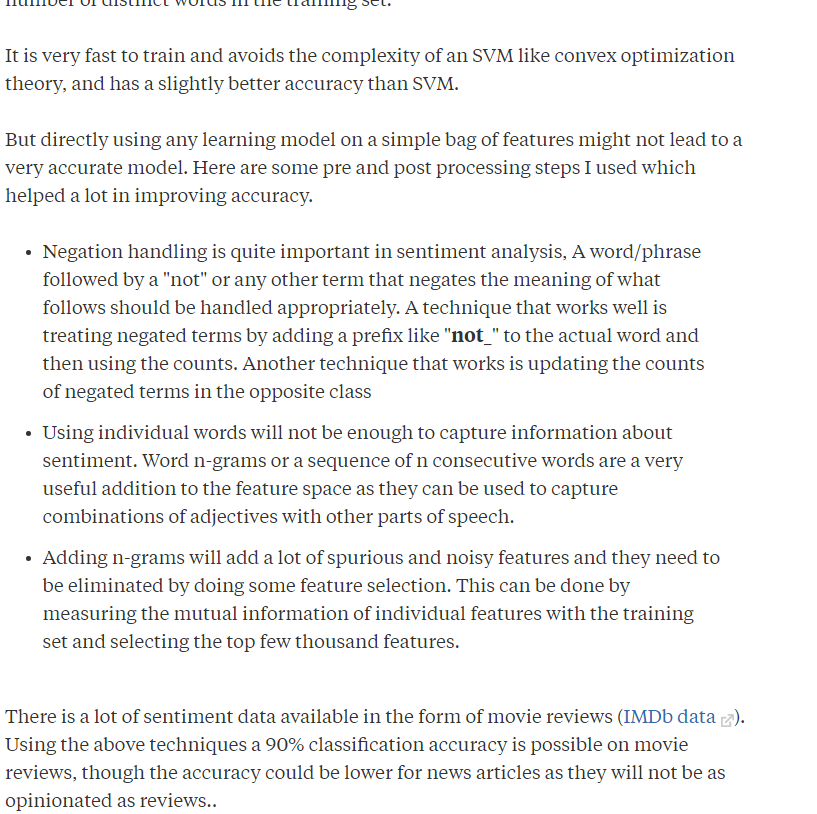 number of distinct words in the training set.
It is very fast to train and avoids the complexity of an SVM like convex optimization
theory, and has a slightly better accuracy than SVM.
But directly using any learning model on a simple bag of features might not lead to a
very accurate model. Here are some pre and post processing steps I used which
helped a lot in improving accuracy.
• Negation handling is quite important in sentiment analysis, A word/phrase
followed by a "not" or any other term that negates the meaning of what
follows should be handled appropriately. A technique that works well is
treating negated terms by adding a prefix like "not_" to the actual word and
then using the counts. Another technique that works is updating the counts
of negated terms in the opposite class
• Using individual words will not be enough to capture information about
sentiment. Word n-grams or a sequence of n consecutive words are a very
useful addition to the feature space as they can be used to capture
combinations of adjectives with other parts of speech.
• Adding n-grams will add a lot of spurious and noisy features and they need to
be eliminated by doing some feature selection. This can be done by
measuring the mutual information of individual features with the training
set and selecting the top few thousand features.
There is a lot of sentiment data available in the form of movie reviews (IMDb data).
Using the above techniques a 90% classification accuracy is possible on movie
reviews, though the accuracy could be lower for news articles as they will not be as
opinionated as reviews..